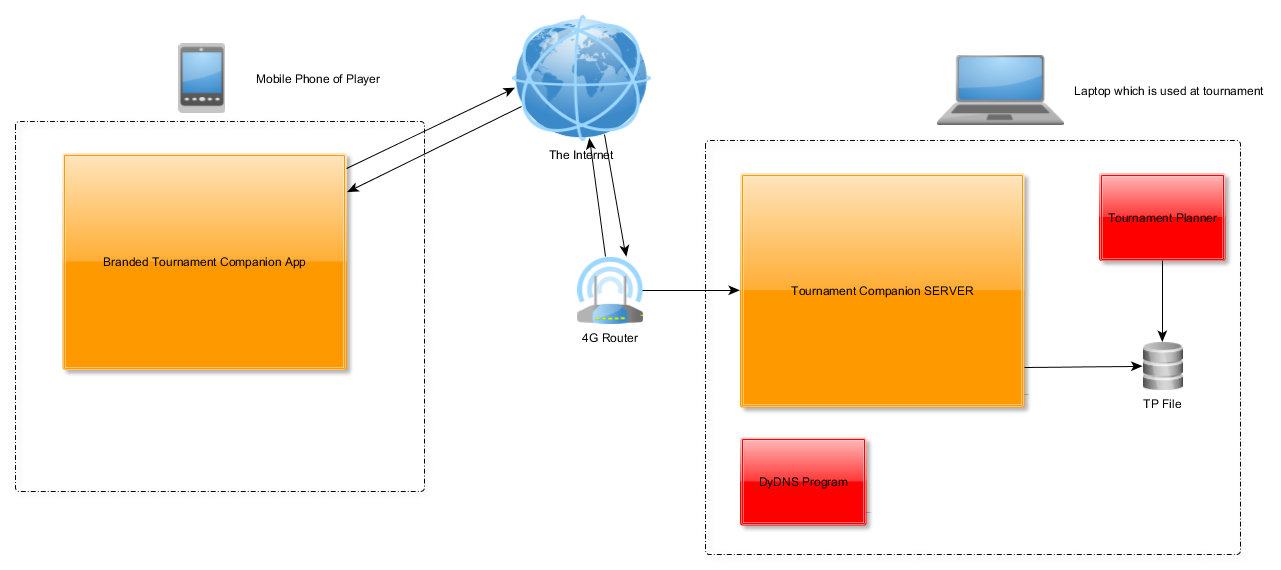 Mobile Phone of Player
The Internet
Laptop which is used at tournament
Branded Tournament Companion App
4G Router
Tournament Companion SERVER
Tournament Planner
TP File
DyDNS Program